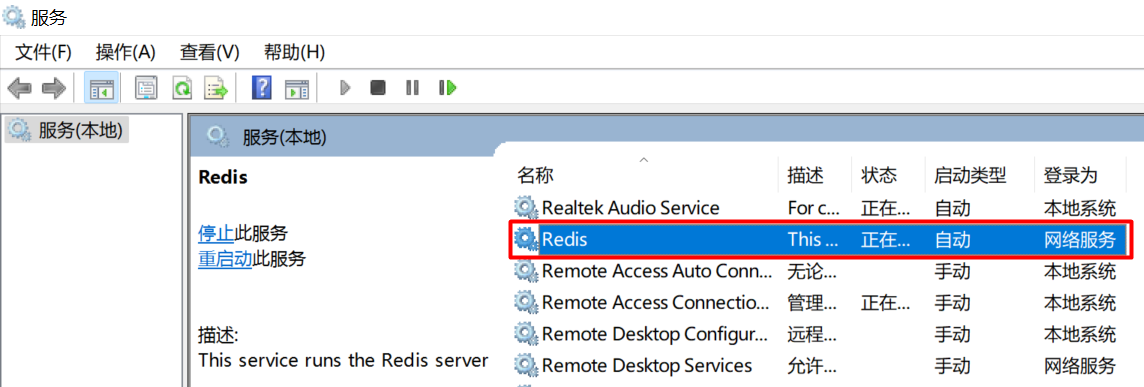 服务
文件(F) 操作(A) 查看(V) 帮助(H)
服务(本地)
服务(本地)
Redis
停止此服务
重启动此服务
描述:
This service runs the Redis server
名称 描述 状态 启动类型 登录为
Realtek Audio Service For c... 正在... 自动 本地系统
Redis This ... 正在... 自动 网络服务
Remote Access Auto Conn... 无论... 手动 本地系统
Remote Access Connectio... 管理... 正在... 手动 本地系统
Remote Desktop Configur... 远程... 手动 本地系统
Remote Desktop Services 允许... 手动 网络服务